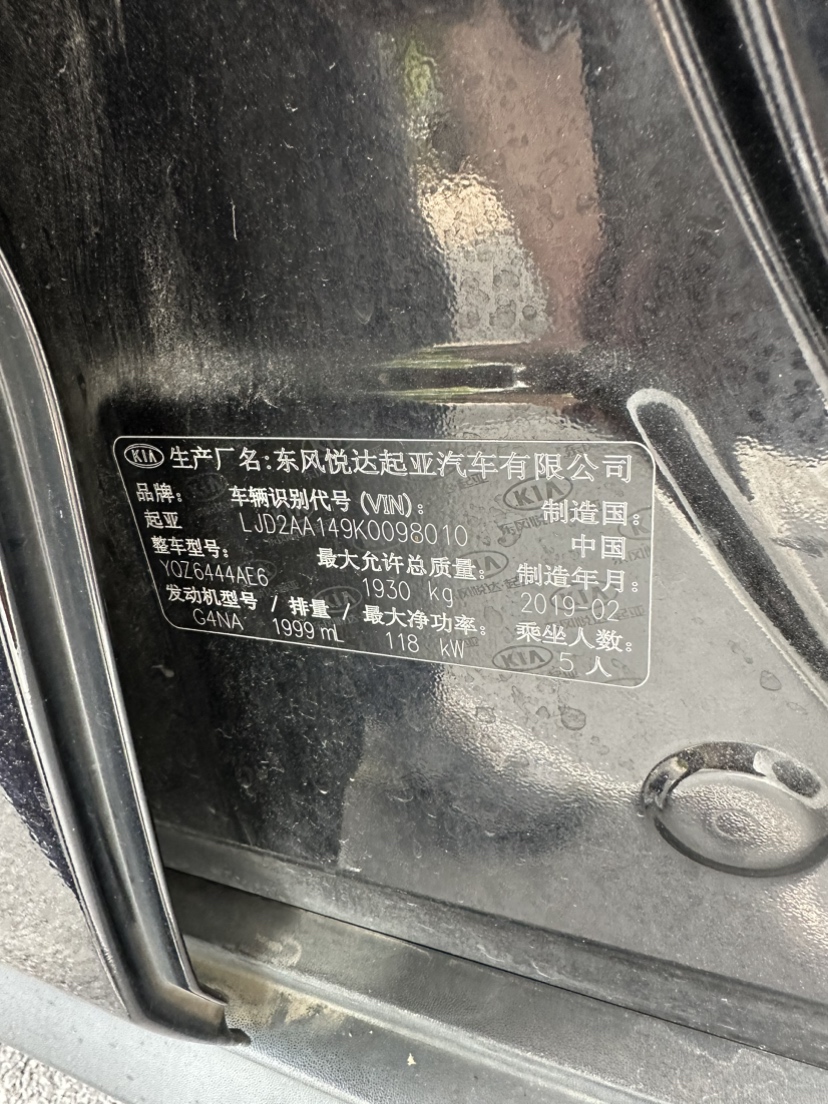 KIA 生产厂名:东风悦达起亚汽车有限公司
品牌: 车辆识别代号(VIN): 制造国:
起亚 LJD2AA149K0098010 中国
整车型号: 最大允许总质量: 制造年月:
YQZ6444AE6 1930 kg 2019-02
发动机型号 / 排量 / 最大净功率: 乘坐人数:
G4NA 1999mL 118 kW 5人